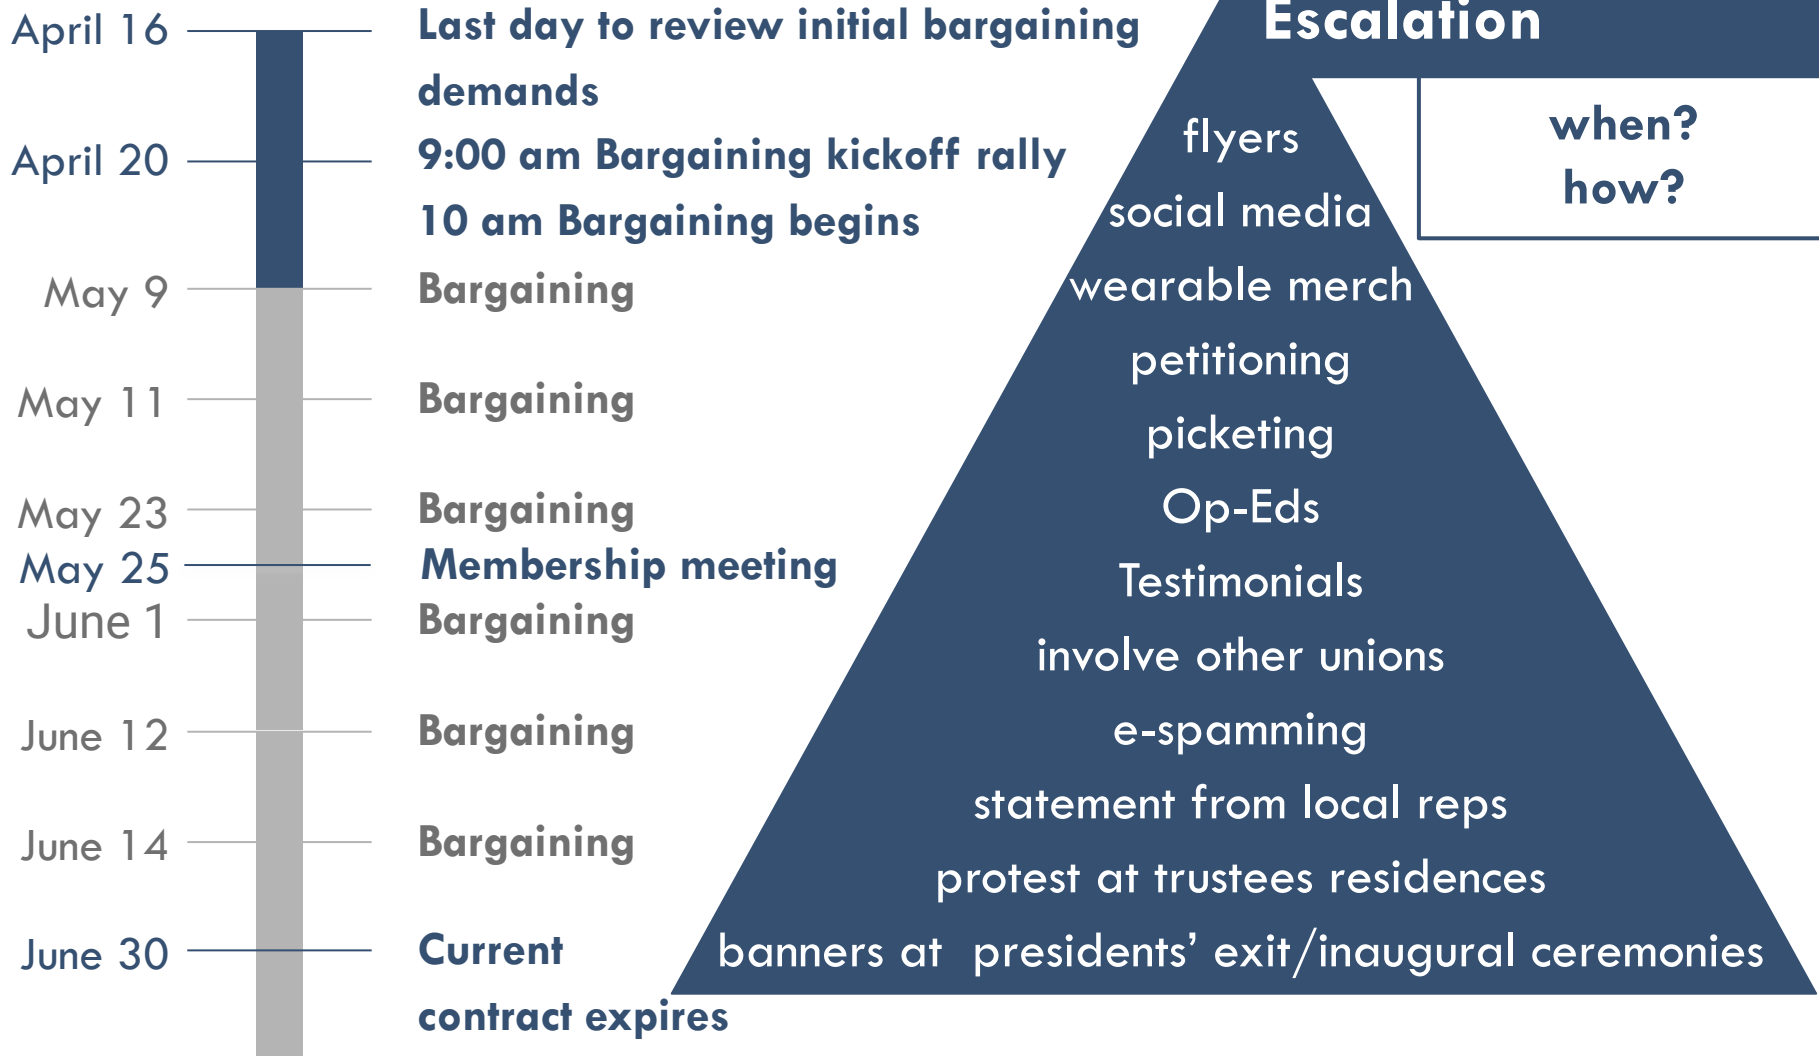 April 16
Last day to review initial bargaining
demands
April 20
9:00 am Bargaining kickoff rally
10 am Bargaining begins
May 9
Bargaining
May 11
Bargaining
May 23
Bargaining
May 25
Membership meeting
June 1
Bargaining
June 12
Bargaining
June 14
Bargaining
June 30
Current
contract expires
Escalation
when?
how?
flyers
social media
wearable merch
petitioning
picketing
Op-Eds
Testimonials
involve other unions
e-spamming
statement from local reps
protest at trustees residences
banners at  presidents’ exit/inaugural ceremonies